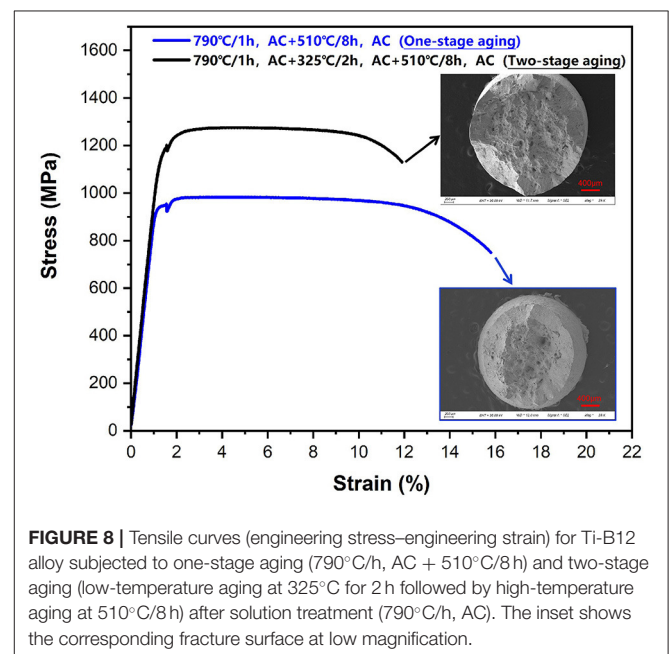 790℃/1h, AC+510℃/8h, AC (One-stage aging)
790℃/1h, AC+325℃/2h, AC+510℃/8h, AC (Two-stage aging)
1600
1400
1200
1000
800
600
400
200
0
Stress (MPa)
400μm
0 2 4 6 8 10 12 14 16 18 20 22
Strain (%)
FIGURE 8 | Tensile curves (engineering stress–engineering strain) for Ti-B12
alloy subjected to one-stage aging (790°C/h, AC + 510°C/8 h) and two-stage
aging (low-temperature aging at 325°C for 2 h followed by high-temperature
aging at 510°C/8 h) after solution treatment (790°C/h, AC). The inset shows
the corresponding fracture surface at low magnification.